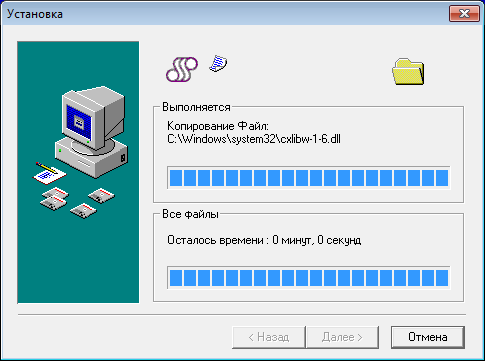 Установка
Выполняется
Копирование Файл:
C:\Windows\system32\cxlibw-1-6.dll
Все файлы
Осталось времени : 0 минут, 0 секунд
< Назад
Далее >
Отмена